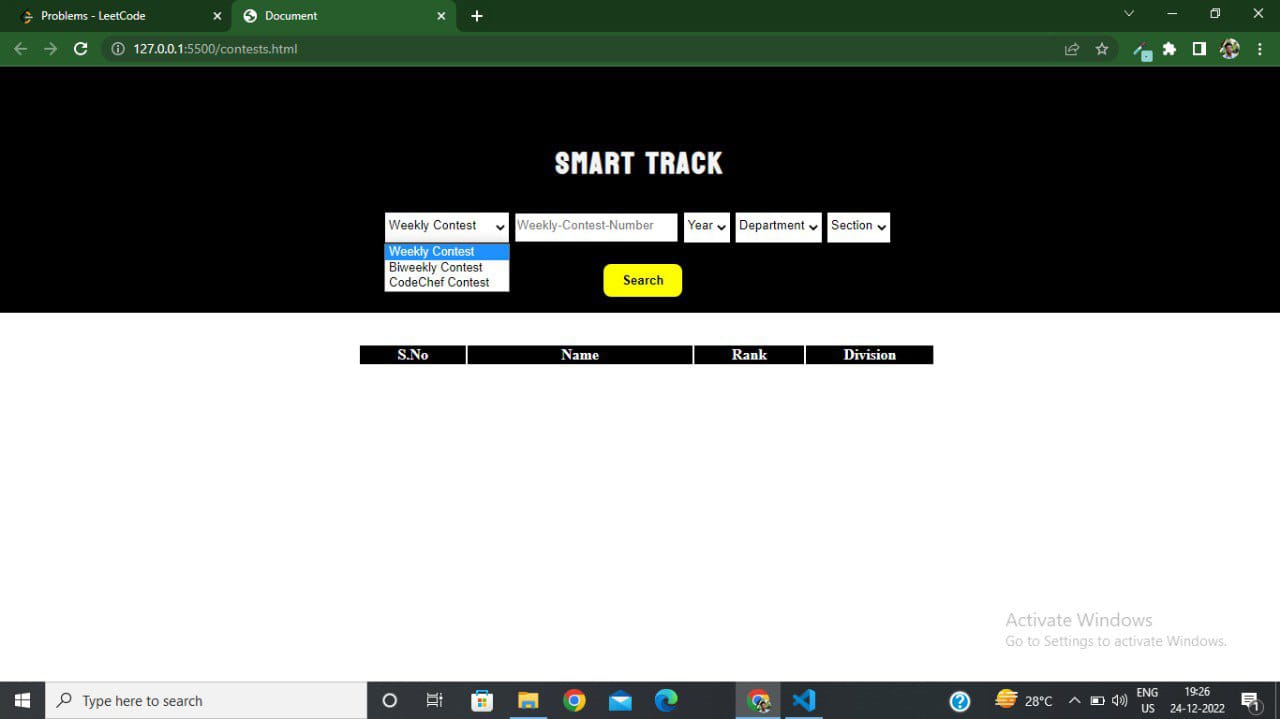 Problems - LeetCode
Document
127.0.0.1:5500/contests.html
SMART TRACK
Weekly Contest
Weekly-Contest-Number
Year
Department
Section
Weekly Contest
Biweekly Contest
CodeChef Contest
Search
S.No Name Rank Division
Activate Windows
Go to Settings to activate Windows.
Type here to search
28°C
ENG
US
19:26
24-12-2022
1